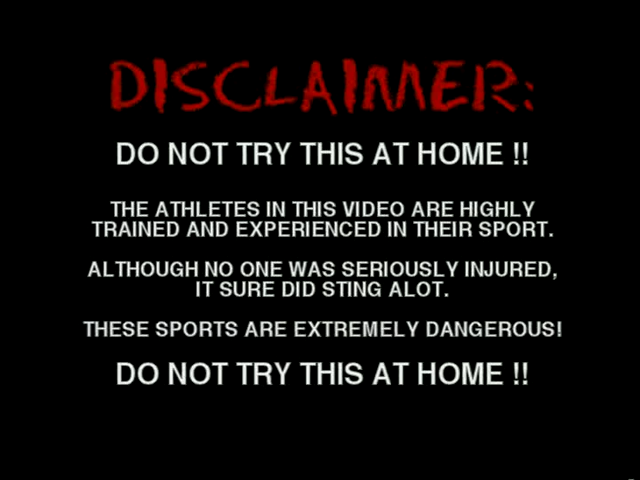 DISCLAIMER:
DO NOT TRY THIS AT HOME !!
THE ATHLETES IN THIS VIDEO ARE HIGHLY
TRAINED AND EXPERIENCED IN THEIR SPORT.
ALTHOUGH NO ONE WAS SERIOUSLY INJURED,
IT SURE DID STING ALOT.
THESE SPORTS ARE EXTREMELY DANGEROUS!
DO NOT TRY THIS AT HOME !!